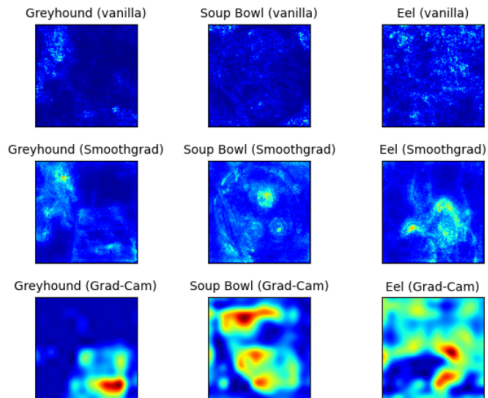 Greyhound (vanilla)
Soup Bowl (vanilla)
Eel (vanilla)
Greyhound (Smoothgrad)
Soup Bowl (Smoothgrad)
Eel (Smoothgrad)
Greyhound (Grad-Cam)
Soup Bowl (Grad-Cam)
Eel (Grad-Cam)